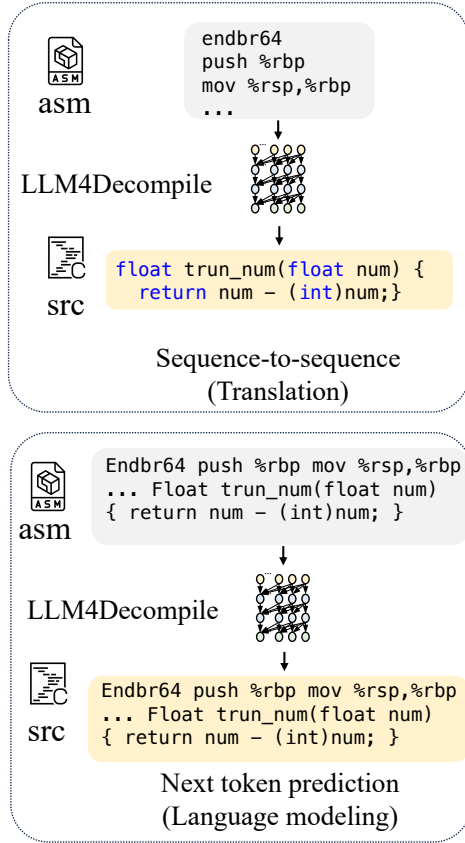 endbr64
push %rbp
mov %rsp,%rbp
...
ASM
asm
LLM4Decompile
C
src
float trun_num(float num) {
return num – (int)num;}
Sequence-to-sequence
(Translation)
Endbr64 push %rbp mov %rsp,%rbp
... Float trun_num(float num)
{ return num – (int)num; }
ASM
asm
LLM4Decompile
C
src
Endbr64 push %rbp mov %rsp,%rbp
... Float trun_num(float num)
{ return num – (int)num; }
Next token prediction
(Language modeling)